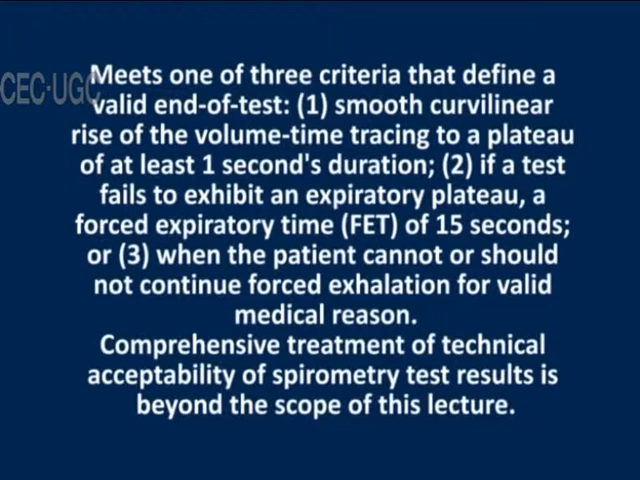 CEC-UGC
Meets one of three criteria that define a
valid end-of-test: (1) smooth curvilinear
rise of the volume-time tracing to a plateau
of at least 1 second's duration; (2) if a test
fails to exhibit an expiratory plateau, a
forced expiratory time (FET) of 15 seconds;
or (3) when the patient cannot or should
not continue forced exhalation for valid
medical reason.
Comprehensive treatment of technical
acceptability of spirometry test results is
beyond the scope of this lecture.